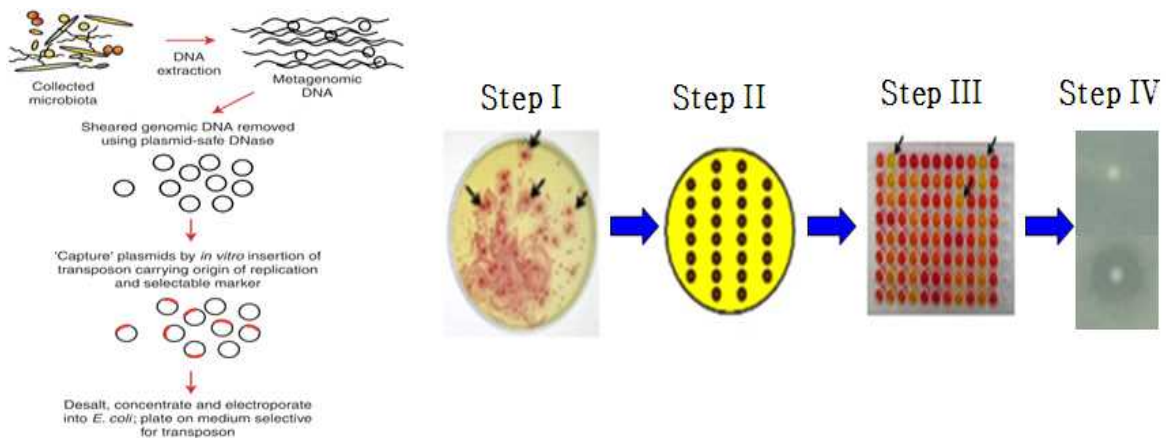 DNA
extraction
Collected
microbiota
Metagenomic
DNA
Sheared genomic DNA removed
using plasmid-safe DNase
'Capture' plasmids by in vitro insertion of
transposon carrying origin of replication
and selectable marker
Desalt, concentrate and electroporate
into E. coli; plate on medium selective
for transposon
Step I
Step II
Step III
Step IV